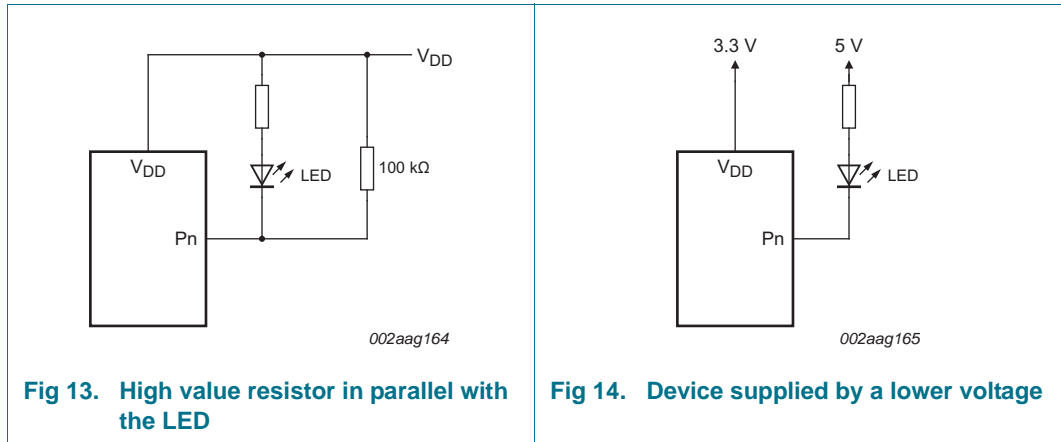 VDD
VDD
LED
100 kΩ
Pn
002aag164
Fig 13. High value resistor in parallel with
the LED
3.3 V
5 V
VDD
LED
Pn
002aag165
Fig 14. Device supplied by a lower voltage